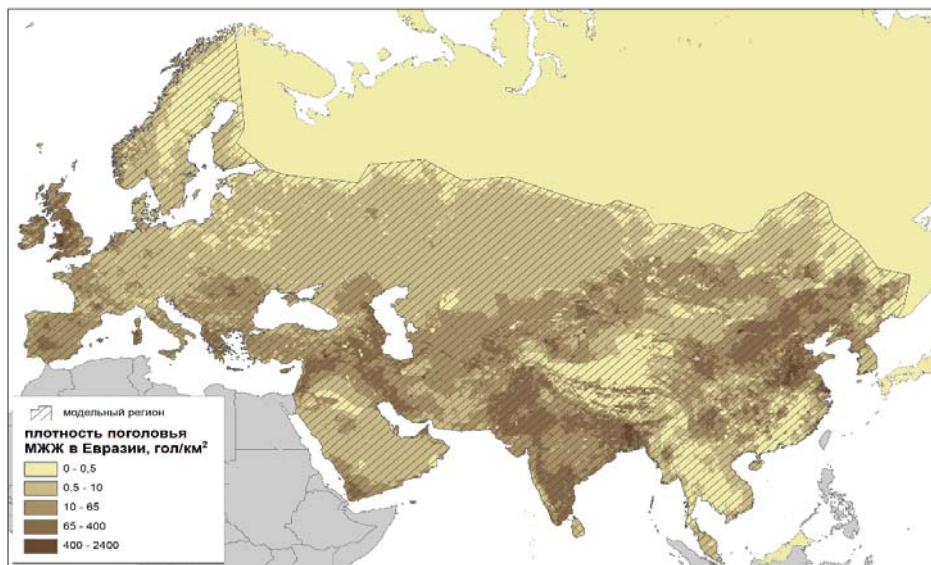 модельный регион
плотность поголовья
МЖЖ в Евразии, гол/км²
0 - 0,5
0,5 - 10
10 - 65
65 - 400
400 - 2400